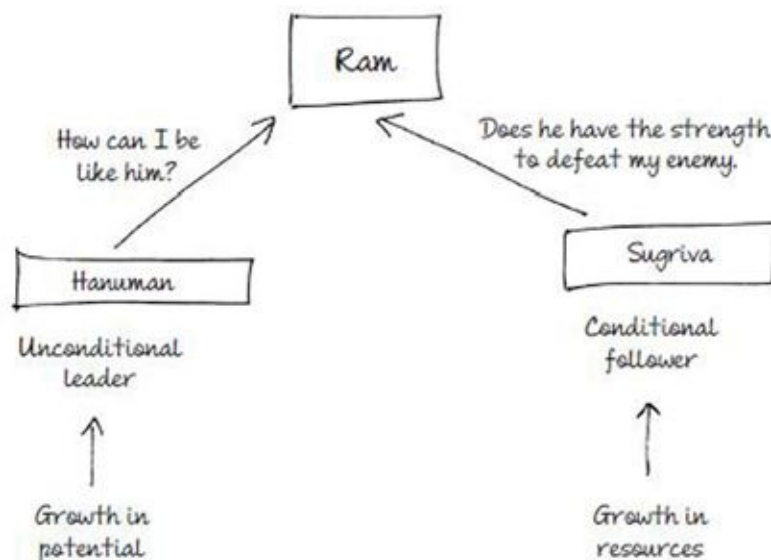 Ram
How can I be
like him?
Does he have the strength
to defeat my enemy.
Hanuman
Sugriva
Unconditional
leader
Conditional
follower
Growth in
potential
Growth in
resources